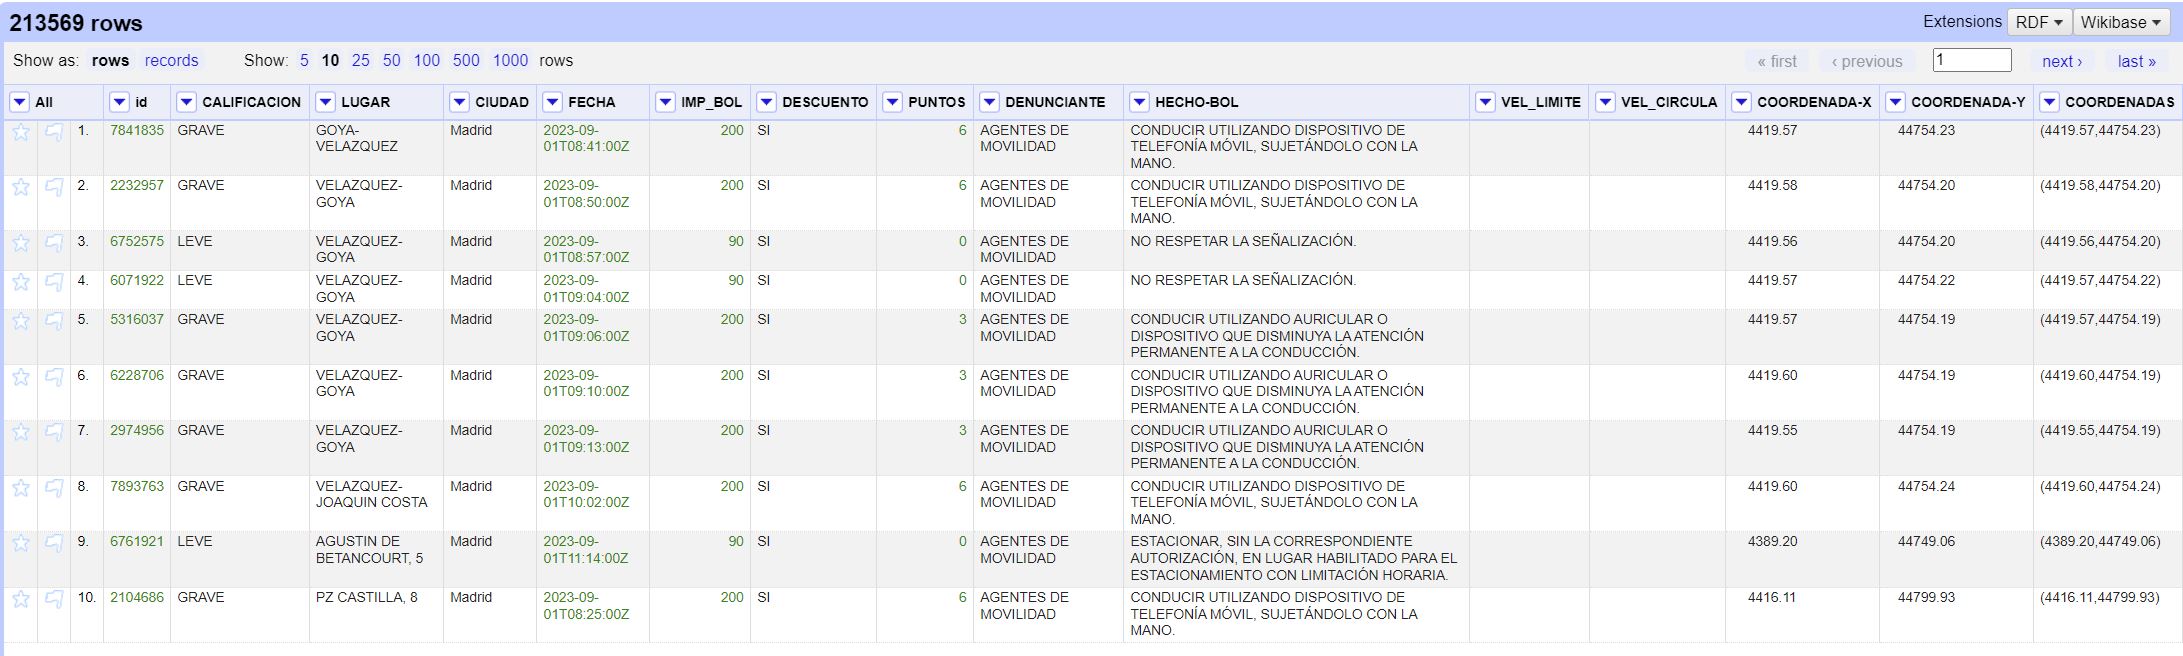 213569 rows
Extensions RDF Wikibase
Show as: rows records Show: 5 10 25 50 100 500 1000 rows
« first ‹ previous 1 next › last »
All id CALIFICACION LUGAR CIUDAD FECHA IMP_BOL DESCUENTO PUNTOS DENUNCIANTE HECHO-BOL VEL_LIMITE VEL_CIRCULA COORDENADA-X COORDENADA-Y COORDENADAS
1. 7841835 GRAVE GOYA- Madrid 2023-09- 200 SI 6 AGENTES DE CONDUCIR UTILIZANDO DISPOSITIVO DE 4419.57 44754.23 (4419.57,44754.23)
VELAZQUEZ 01T08:41:00Z MOVILIDAD TELEFONÍA MÓVIL, SUJETÁNDOLO CON LA
MANO.
2. 2232957 GRAVE VELAZQUEZ- Madrid 2023-09- 200 SI 6 AGENTES DE CONDUCIR UTILIZANDO DISPOSITIVO DE 4419.58 44754.20 (4419.58,44754.20)
GOYA 01T08:50:00Z MOVILIDAD TELEFONÍA MÓVIL, SUJETÁNDOLO CON LA
MANO.
3. 6752575 LEVE VELAZQUEZ- Madrid 2023-09- 90 SI 0 AGENTES DE NO RESPETAR LA SEÑALIZACIÓN. 4419.56 44754.20 (4419.56,44754.20)
GOYA 01T08:57:00Z MOVILIDAD
4. 6071922 LEVE VELAZQUEZ- Madrid 2023-09- 90 SI 0 AGENTES DE NO RESPETAR LA SEÑALIZACIÓN. 4419.57 44754.22 (4419.57,44754.22)
GOYA 01T09:04:00Z MOVILIDAD
5. 5316037 GRAVE VELAZQUEZ- Madrid 2023-09- 200 SI 3 AGENTES DE CONDUCIR UTILIZANDO AURICULAR O 4419.57 44754.19 (4419.57,44754.19)
GOYA 01T09:06:00Z MOVILIDAD DISPOSITIVO QUE DISMINUYA LA ATENCIÓN
PERMANENTE A LA CONDUCCIÓN.
6. 6228706 GRAVE VELAZQUEZ- Madrid 2023-09- 200 SI 3 AGENTES DE CONDUCIR UTILIZANDO AURICULAR O 4419.60 44754.19 (4419.60,44754.19)
GOYA 01T09:10:00Z MOVILIDAD DISPOSITIVO QUE DISMINUYA LA ATENCIÓN
PERMANENTE A LA CONDUCCIÓN.
7. 2974956 GRAVE VELAZQUEZ- Madrid 2023-09- 200 SI 3 AGENTES DE CONDUCIR UTILIZANDO AURICULAR O 4419.55 44754.19 (4419.55,44754.19)
GOYA 01T09:13:00Z MOVILIDAD DISPOSITIVO QUE DISMINUYA LA ATENCIÓN
PERMANENTE A LA CONDUCCIÓN.
8. 7893763 GRAVE VELAZQUEZ- Madrid 2023-09- 200 SI 6 AGENTES DE CONDUCIR UTILIZANDO DISPOSITIVO DE 4419.60 44754.24 (4419.60,44754.24)
JOAQUIN COSTA 01T10:02:00Z MOVILIDAD TELEFONÍA MÓVIL, SUJETÁNDOLO CON LA
MANO.
9. 6761921 LEVE AGUSTIN DE Madrid 2023-09- 90 SI 0 AGENTES DE ESTACIONAR, SIN LA CORRESPONDIENTE 4389.20 44749.06 (4389.20,44749.06)
BETANCOURT, 5 01T11:14:00Z MOVILIDAD AUTORIZACIÓN, EN LUGAR HABILITADO PARA EL
ESTACIONAMIENTO CON LIMITACIÓN HORARIA.
10. 2104686 GRAVE PZ CASTILLA, 8 Madrid 2023-09- 200 SI 6 AGENTES DE CONDUCIR UTILIZANDO DISPOSITIVO DE 4416.11 44799.93 (4416.11,44799.93)
01T08:25:00Z MOVILIDAD TELEFONÍA MÓVIL, SUJETÁNDOLO CON LA
MANO.